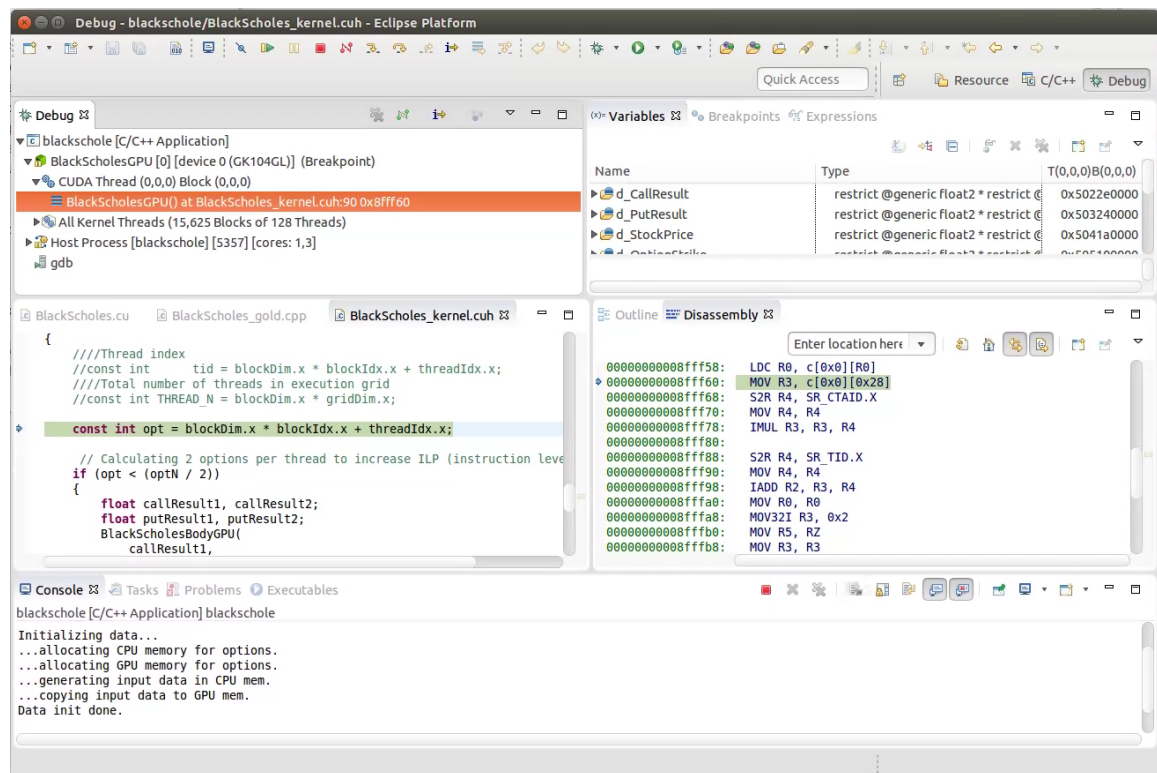 Debug - blackschole/BlackScholes_kernel.cuh - Eclipse Platform
Quick Access
Resource
C/C++
Debug
Debug
blackschole [C/C++ Application]
BlackScholesGPU [0] [device 0 (GK104GL)] (Breakpoint)
CUDA Thread (0,0,0) Block (0,0,0)
BlackScholesGPU() at BlackScholes_kernel.cuh:90 0x8fff60
All Kernel Threads (15,625 Blocks of 128 Threads)
Host Process [blackschole] [5357] [cores: 1,3]
gdb
(x)= Variables Breakpoints Expressions
Name Type T(0,0,0)B(0,0,0)
d_CallResult restrict @generic float2 * restrict @ 0x5022e0000
d_PutResult restrict @generic float2 * restrict @ 0x503240000
d_StockPrice restrict @generic float2 * restrict @ 0x5041a0000
d_OptionStrike restrict @generic float2 * restrict @ 0x505100000
BlackScholes.cu BlackScholes_gold.cpp BlackScholes_kernel.cuh
{
////Thread index
//const int      tid = blockDim.x * blockIdx.x + threadIdx.x;
////Total number of threads in execution grid
//const int THREAD_N = blockDim.x * gridDim.x;
const int opt = blockDim.x * blockIdx.x + threadIdx.x;
// Calculating 2 options per thread to increase ILP (instruction leve
if (opt < (optN / 2))
{
float callResult1, callResult2;
float putResult1, putResult2;
BlackScholesBodyGPU(
callResult1,
Outline Disassembly
Enter location here
00000000008fff58: LDC R0, c[0x0][R0]
00000000008fff60: MOV R3, c[0x0][0x28]
00000000008fff68: S2R R4, SR_CTAID.X
00000000008fff70: MOV R4, R4
00000000008fff78: IMUL R3, R3, R4
00000000008fff80:
00000000008fff88: S2R R4, SR_TID.X
00000000008fff90: MOV R4, R4
00000000008fff98: IADD R2, R3, R4
00000000008fffa0: MOV R0, R0
00000000008fffa8: MOV32I R3, 0x2
00000000008fffb0: MOV R5, RZ
00000000008fffb8: MOV R3, R3
Console Tasks Problems Executables
blackschole [C/C++ Application] blackschole
Initializing data...
...allocating CPU memory for options.
...allocating GPU memory for options.
...generating input data in CPU mem.
...copying input data to GPU mem.
Data init done.